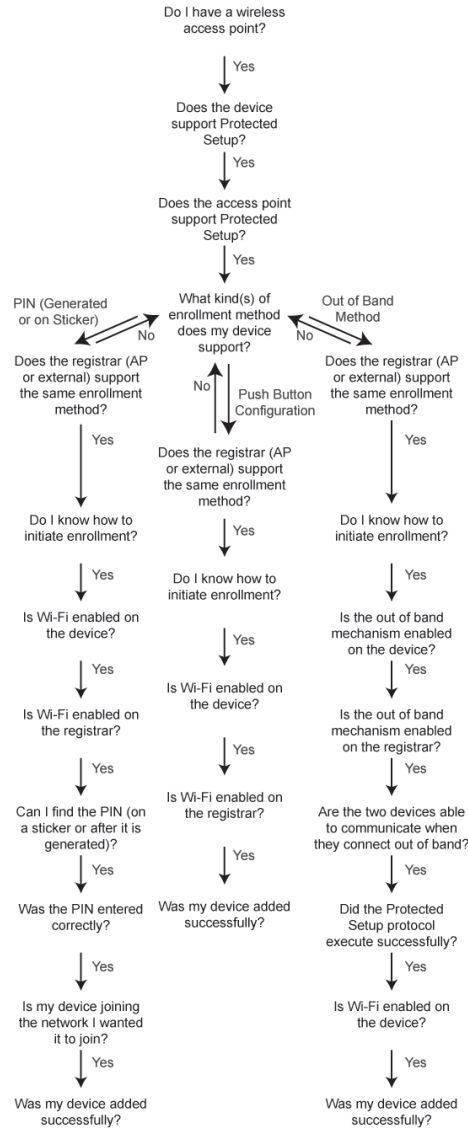 Do I have a wireless
access point?
Yes
Does the device
support Protected
Setup?
Yes
Does the access point
support Protected
Setup?
Yes
What kind(s) of
enrollment method
does my device
support?
PIN (Generated
or on Sticker)
No
Does the registrar (AP
or external) support
the same enrollment
method?
Yes
Do I know how to
initiate enrollment?
Yes
Is Wi-Fi enabled on
the device?
Yes
Is Wi-Fi enabled on
the registrar?
Yes
Can I find the PIN (on
a sticker or after it is
generated)?
Yes
Was the PIN entered
correctly?
Yes
Is my device joining
the network I wanted
it to join?
Yes
Was my device added
successfully?
No
Push Button
Configuration
Does the registrar (AP
or external) support
the same enrollment
method?
Yes
Do I know how to
initiate enrollment?
Yes
Is Wi-Fi enabled on
the device?
Yes
Is Wi-Fi enabled on
the registrar?
Yes
Was my device added
successfully?
Out of Band
Method
No
Does the registrar (AP
or external) support
the same enrollment
method?
Yes
Do I know how to
initiate enrollment?
Yes
Is the out of band
mechanism enabled
on the device?
Yes
Is the out of band
mechanism enabled
on the registrar?
Yes
Are the two devices able
to communicate when
they connect out of band?
Yes
Did the Protected
Setup protocol
execute successfully?
Yes
Is Wi-Fi enabled on
the device?
Yes
Was my device added
successfully?